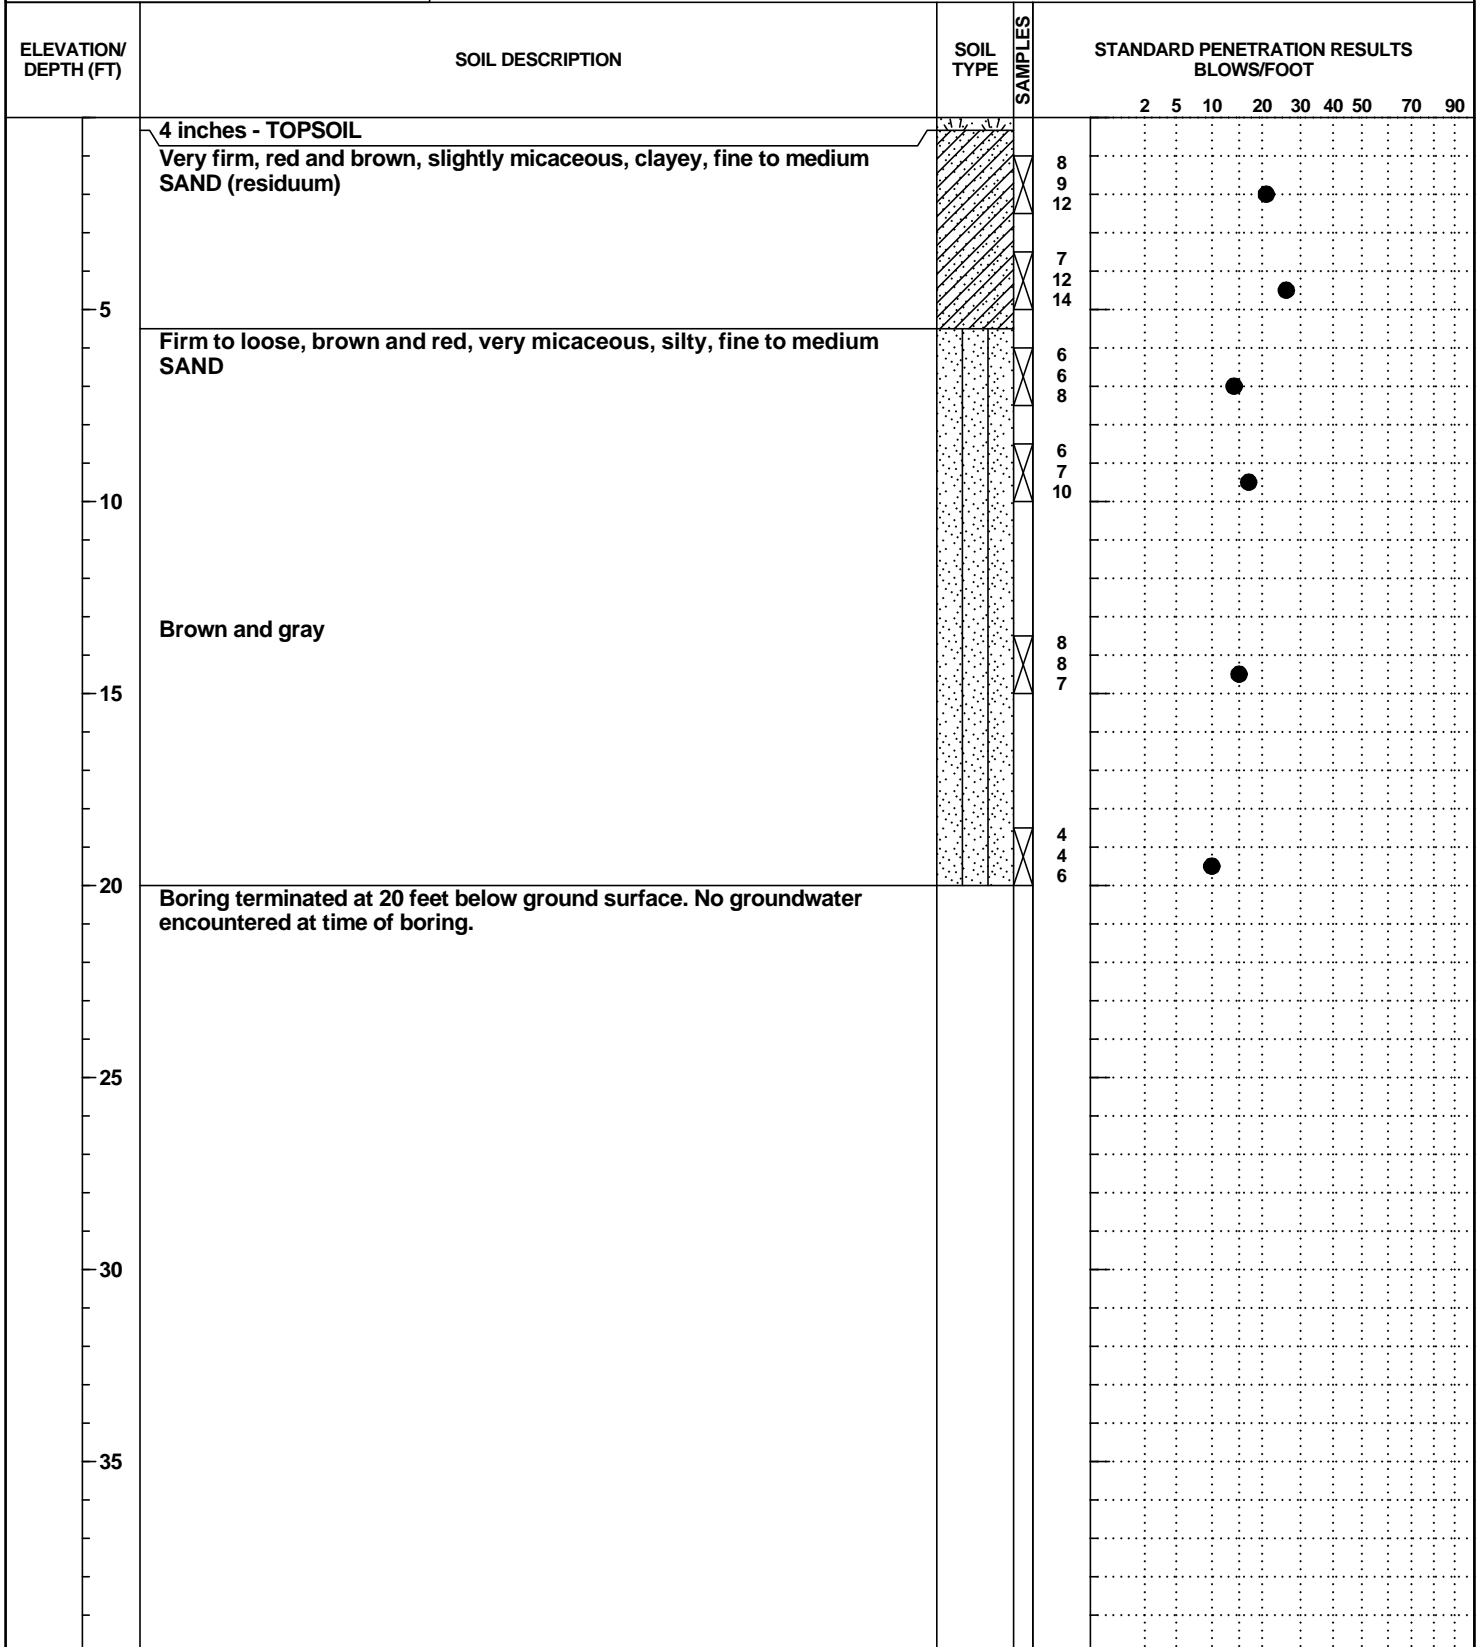 ELEVATION/
DEPTH (FT)
SOIL DESCRIPTION
SOIL
TYPE
SAMPLES
STANDARD PENETRATION RESULTS
BLOWS/FOOT
2 5 10 20 30 40 50 70 90
4 inches - TOPSOIL
Very firm, red and brown, slightly micaceous, clayey, fine to medium
SAND (residuum)
8
9
12
7
12
14
5
Firm to loose, brown and red, very micaceous, silty, fine to medium
SAND
6
6
8
6
7
10
10
Brown and gray
8
8
7
15
4
4
6
20
Boring terminated at 20 feet below ground surface. No groundwater
encountered at time of boring.
25
30
35